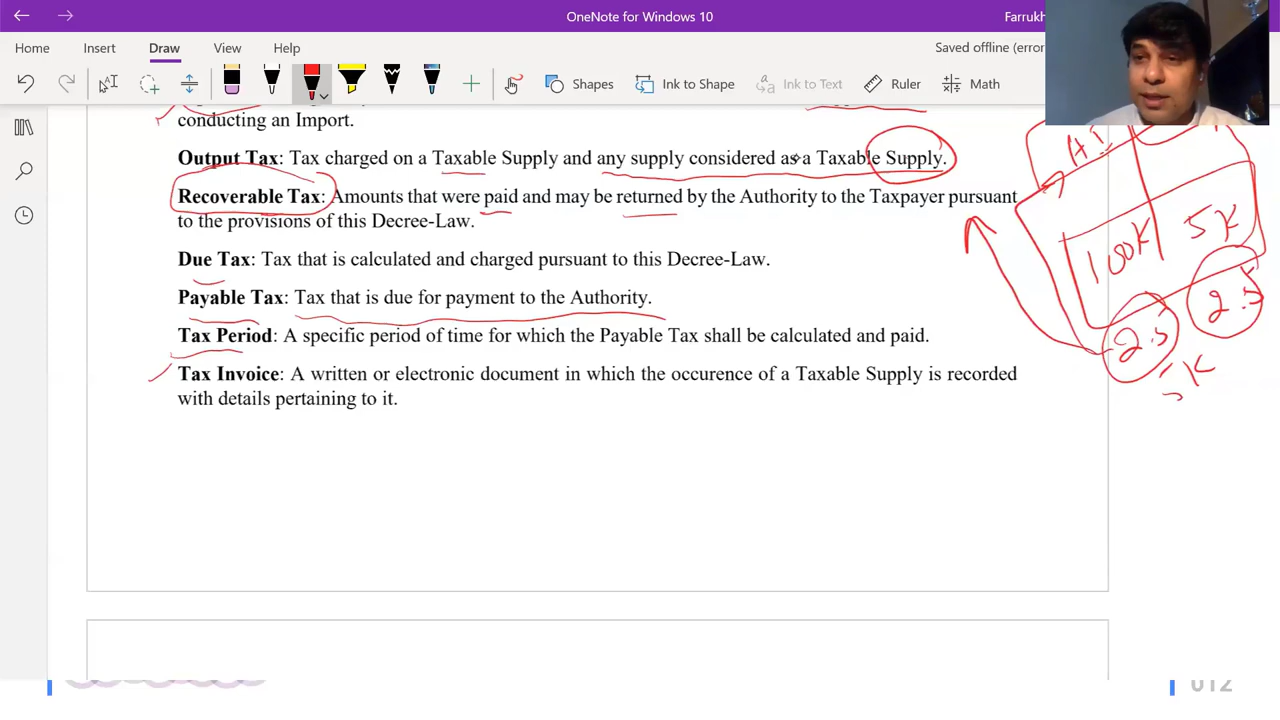 OneNote for Windows 10
Farrukh
Home Insert Draw View Help
Saved offline (error
Shapes Ink to Shape Ink to Text Ruler Math
conducting an Import.
Output Tax: Tax charged on a Taxable Supply and any supply considered as a Taxable Supply.
Recoverable Tax: Amounts that were paid and may be returned by the Authority to the Taxpayer pursuant
to the provisions of this Decree-Law.
Due Tax: Tax that is calculated and charged pursuant to this Decree-Law.
Payable Tax: Tax that is due for payment to the Authority.
Tax Period: A specific period of time for which the Payable Tax shall be calculated and paid.
Tax Invoice: A written or electronic document in which the occurence of a Taxable Supply is recorded
with details pertaining to it.
100K 5K
2.5 2.5
012